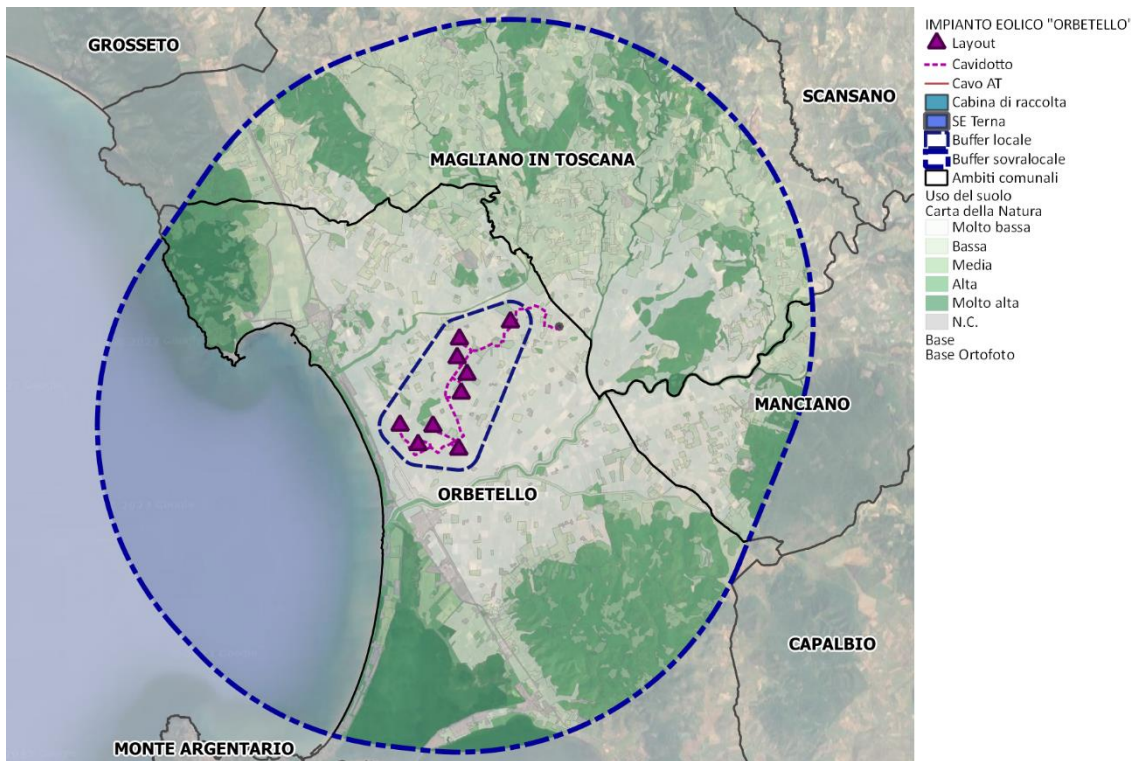 GROSSETO
SCANSANO
MAGLIANO IN TOSCANA
MANCIANO
ORBETELLO
CAPALBIO
MONTE ARGENTARIO
IMPIANTO EOLICO "ORBETELLO"
Layout
Cavidotto
Cavo AT
Cabina di raccolta
SE Terna
Buffer locale
Buffer sovralocale
Ambiti comunali
Uso del suolo
Carta della Natura
Molto bassa
Bassa
Media
Alta
Molto alta
N.C.
Base
Base Ortofoto